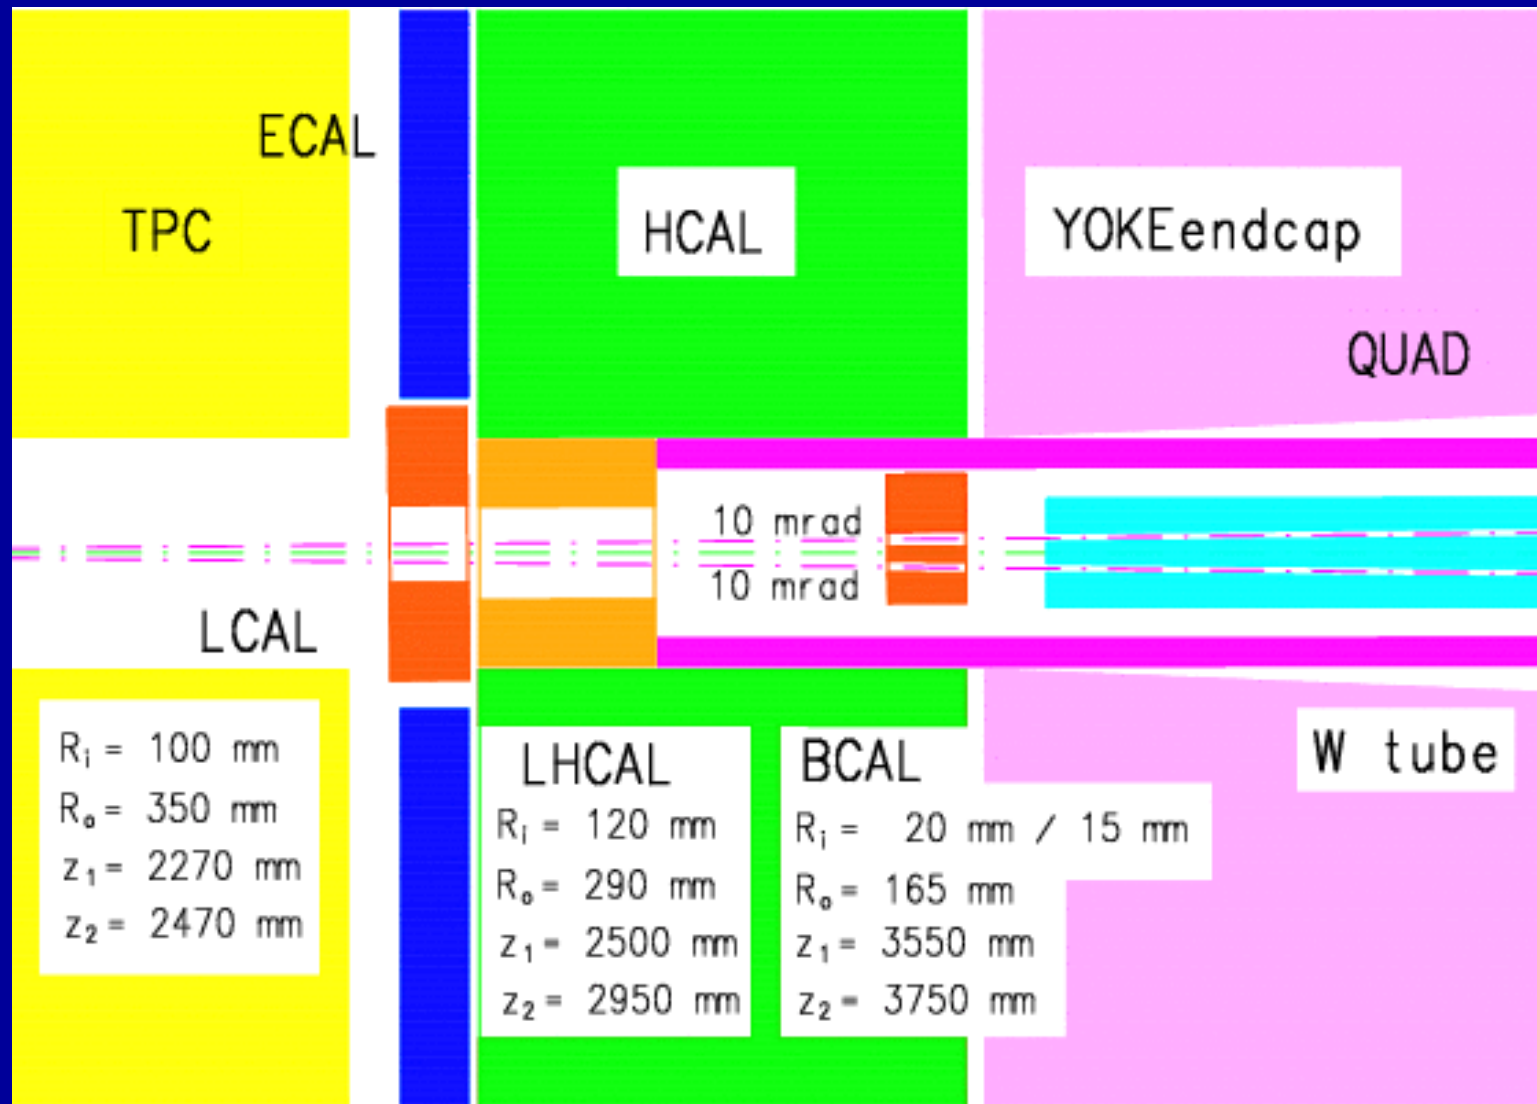 ECAL
TPC
HCAL
YOKEendcap
QUAD
10 mrad
10 mrad
LCAL
Rᵢ = 100 mm
Rₒ = 350 mm
z₁ = 2270 mm
z₂ = 2470 mm
LHCAL
Rᵢ = 120 mm
Rₒ = 290 mm
z₁ = 2500 mm
z₂ = 2950 mm
BCAL
Rᵢ = 20 mm / 15 mm
Rₒ = 165 mm
z₁ = 3550 mm
z₂ = 3750 mm
W tube